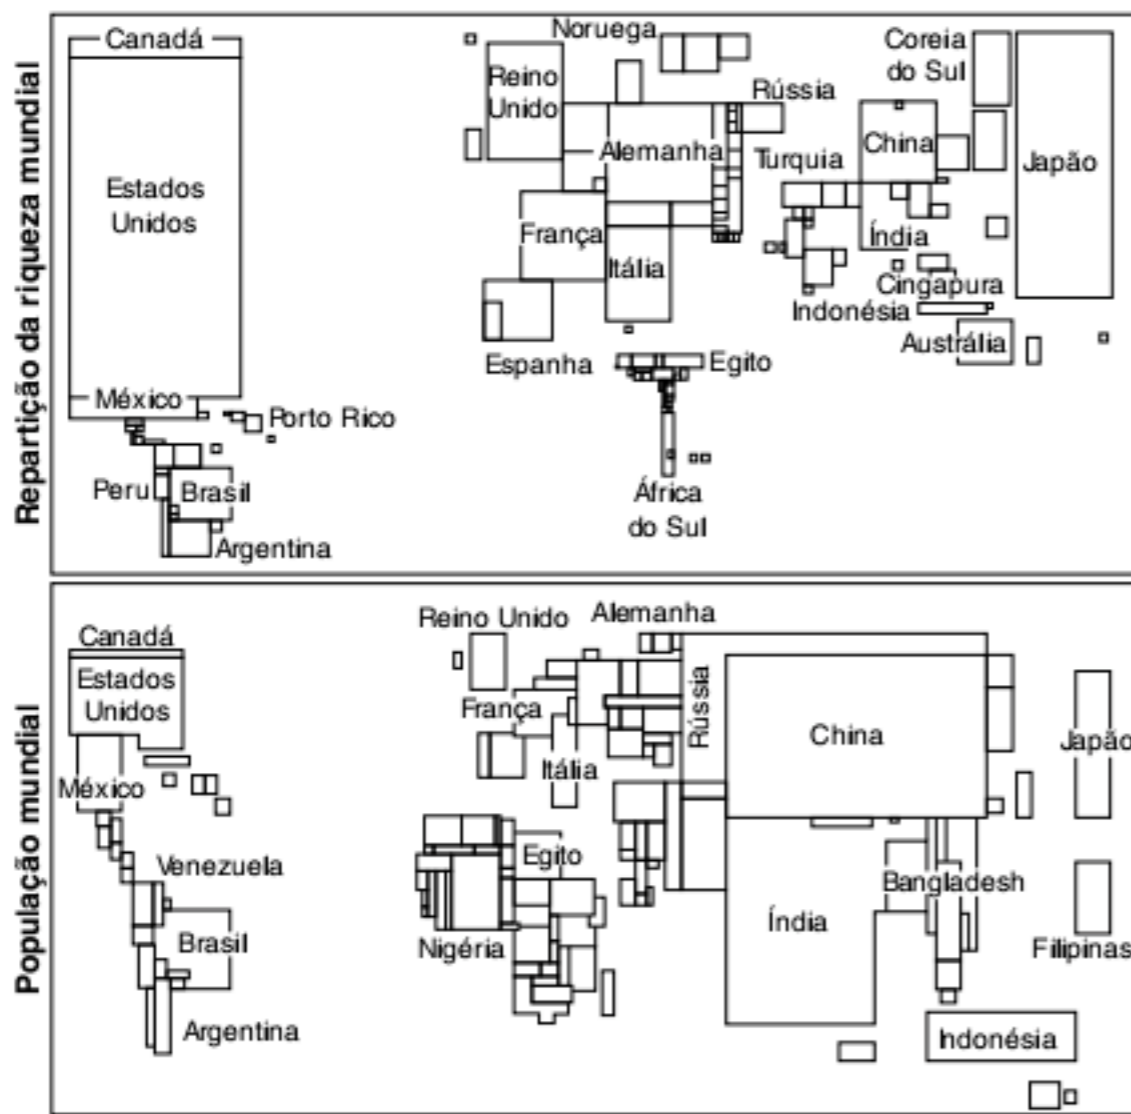 Repartição da riqueza mundial
Canadá
Estados
Unidos
México
Porto Rico
Peru
Brasil
Argentina
Noruega
Reino
Unido
Rússia
Alemanha
Turquia
França
Itália
Espanha
Egito
África
do Sul
Coreia
do Sul
China
Japão
Índia
Cingapura
Indonésia
Austrália
População mundial
Canadá
Estados
Unidos
México
Venezuela
Brasil
Argentina
Reino Unido
Alemanha
França
Itália
Rússia
China
Japão
Egito
Nigéria
Índia
Bangladesh
Filipinas
Indonésia